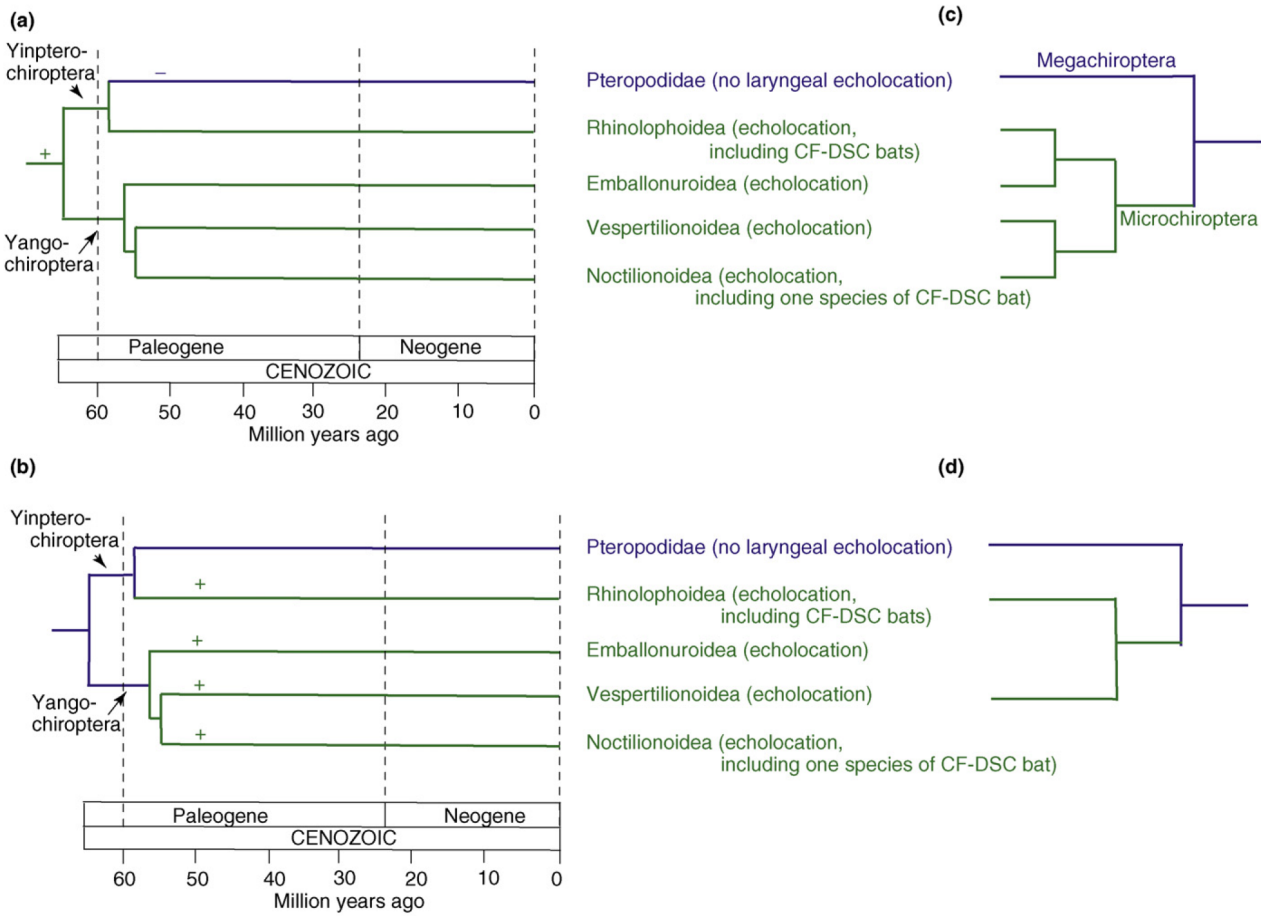 (a)
Yinptero-
chiroptera
–
+
Yango-
chiroptera
Paleogene
Neogene
CENOZOIC
60 50 40 30 20 10 0
Million years ago
Pteropodidae (no laryngeal echolocation)
Rhinolophoidea (echolocation,
including CF-DSC bats)
Emballonuroidea (echolocation)
Vespertilionoidea (echolocation)
Noctilionoidea (echolocation,
including one species of CF-DSC bat)
(c)
Megachiroptera
Microchiroptera
(b)
Yinptero-
chiroptera
+
+
+
+
Yango-
chiroptera
Paleogene
Neogene
CENOZOIC
60 50 40 30 20 10 0
Million years ago
Pteropodidae (no laryngeal echolocation)
Rhinolophoidea (echolocation,
including CF-DSC bats)
Emballonuroidea (echolocation)
Vespertilionoidea (echolocation)
Noctilionoidea (echolocation,
including one species of CF-DSC bat)
(d)